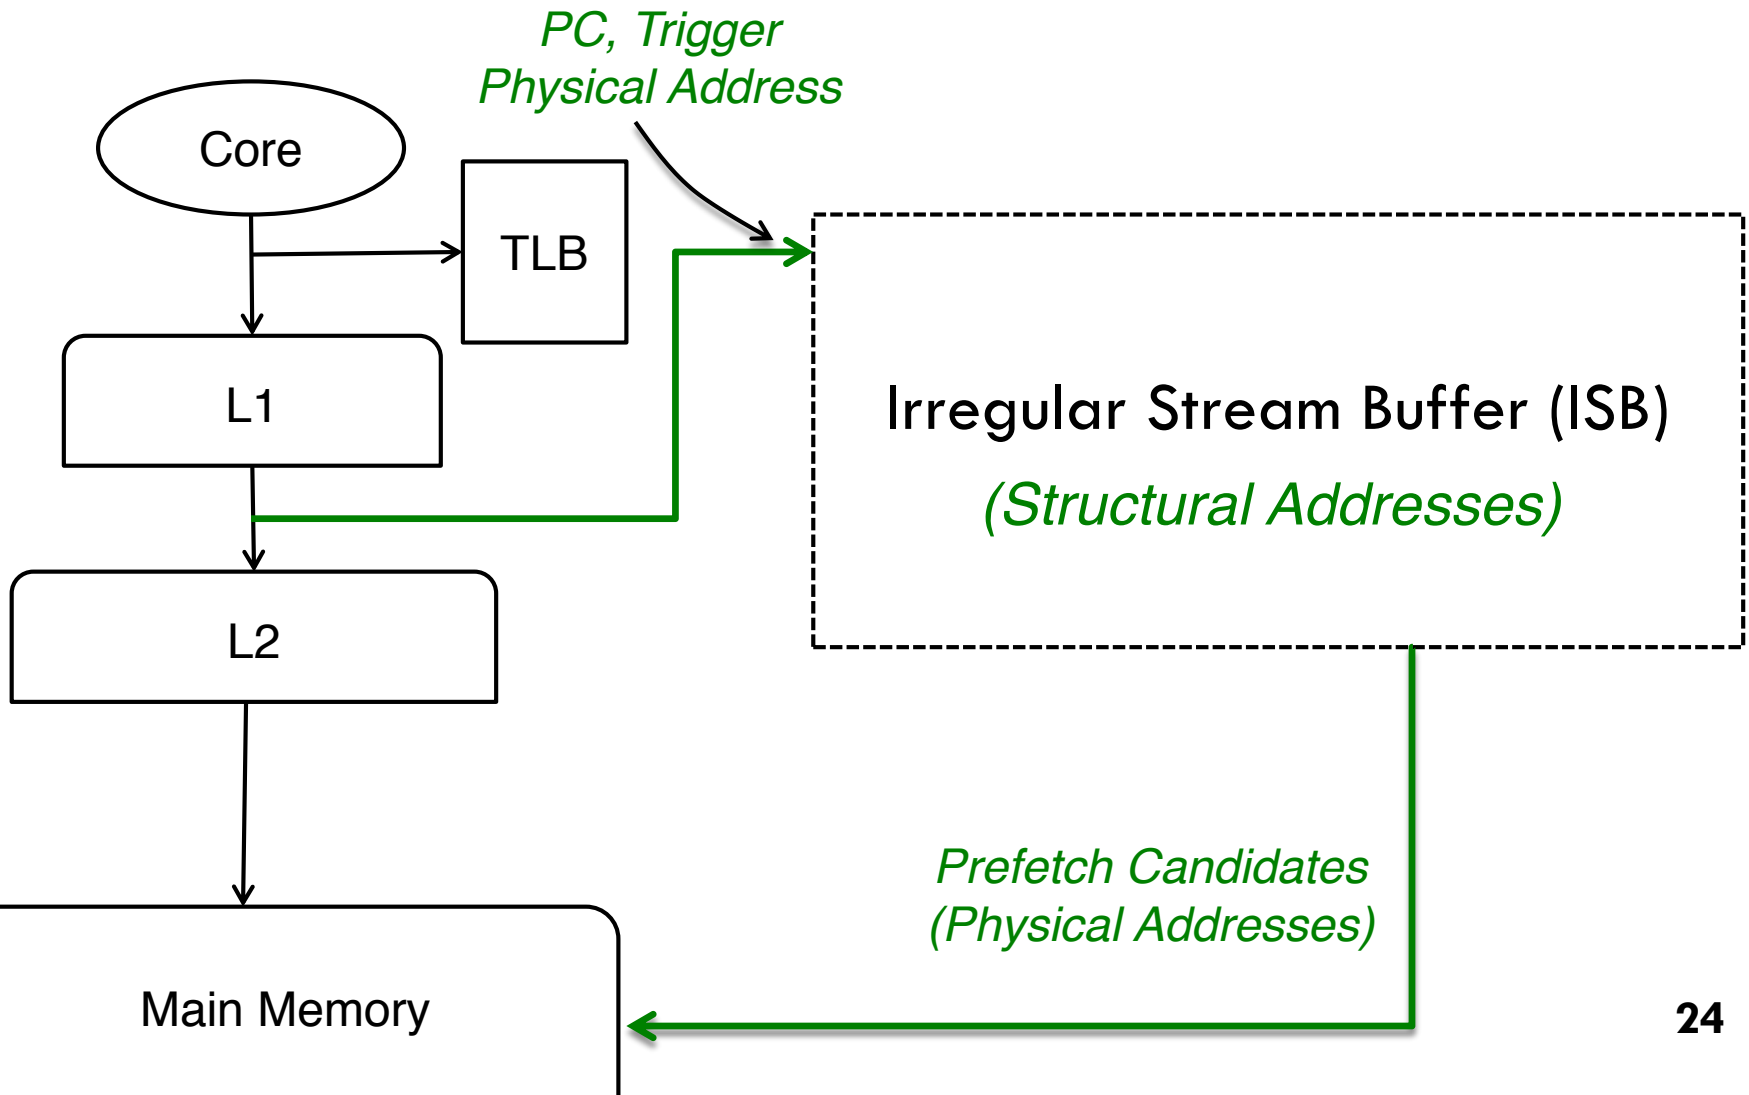 PC, Trigger
Physical Address
Core
TLB
L1
Irregular Stream Buffer (ISB)
(Structural Addresses)
L2
Prefetch Candidates
(Physical Addresses)
Main Memory
24